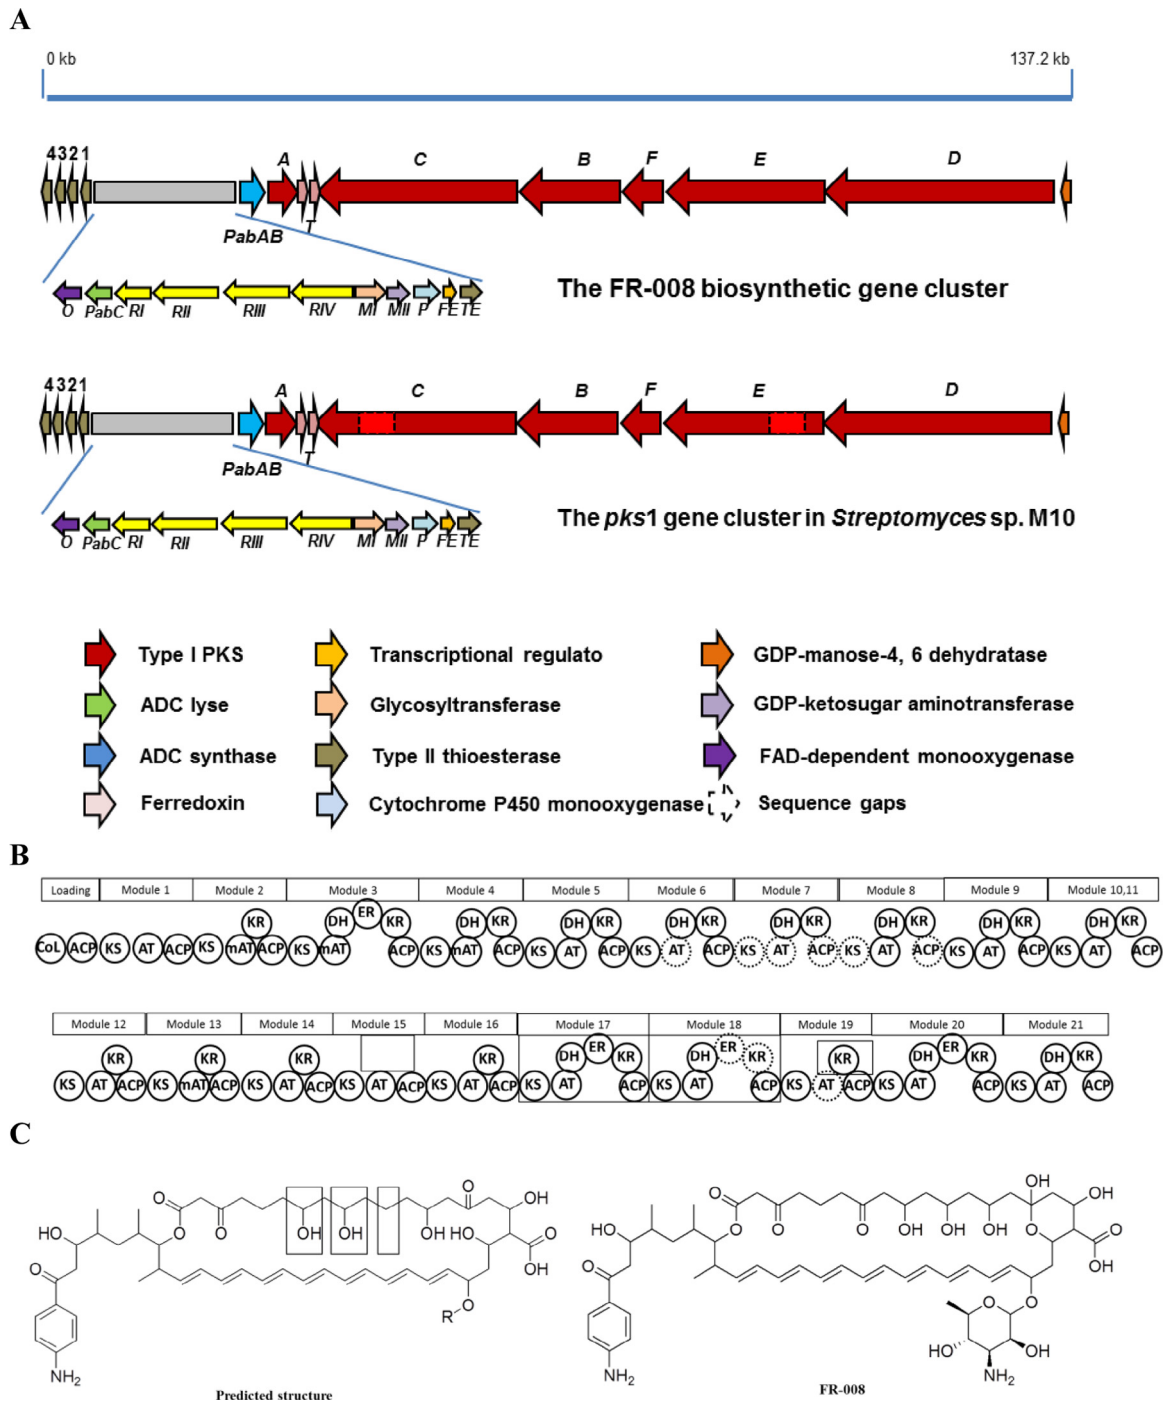 A
0 kb 137.2 kb
4 3 2 1 A C B F E D
PabAB T
O PabC RI RII RIII RIV MI MII P FE TE
The FR-008 biosynthetic gene cluster
4 3 2 1 A C B F E D
PabAB T
O PabC RI RII RIII RIV MI MII P FE TE
The pks1 gene cluster in Streptomyces sp. M10
Type I PKS Transcriptional regulato GDP-manose-4, 6 dehydratase
ADC lyse Glycosyltransferase GDP-ketosugar aminotransferase
ADC synthase Type II thioesterase FAD-dependent monooxygenase
Ferredoxin Cytochrome P450 monooxygenase Sequence gaps
B
Loading Module 1 Module 2 Module 3 Module 4 Module 5 Module 6 Module 7 Module 8 Module 9 Module 10,11
KR DH ER KR DH KR DH KR DH KR DH KR DH KR DH KR DH KR
CoL ACP KS AT ACP KS mAT ACP KS mAT ACP KS mAT ACP KS AT ACP KS AT ACP KS AT ACP KS AT ACP KS AT ACP KS AT ACP
Module 12 Module 13 Module 14 Module 15 Module 16 Module 17 Module 18 Module 19 Module 20 Module 21
KR KR KR KR DH ER KR DH ER KR KR DH ER KR DH KR
KS AT ACP KS mAT ACP KS AT ACP KS AT ACP KS AT ACP KS AT ACP KS AT ACP KS AT ACP KS AT ACP KS AT ACP
C
O O OH
O O OH OH OH HO O
HO OH
O O
R
NH2
Predicted structure
OH
O OH
O O O OH OH OH O O
HO OH
O O
O
HO OH
NH2 NH2
FR-008